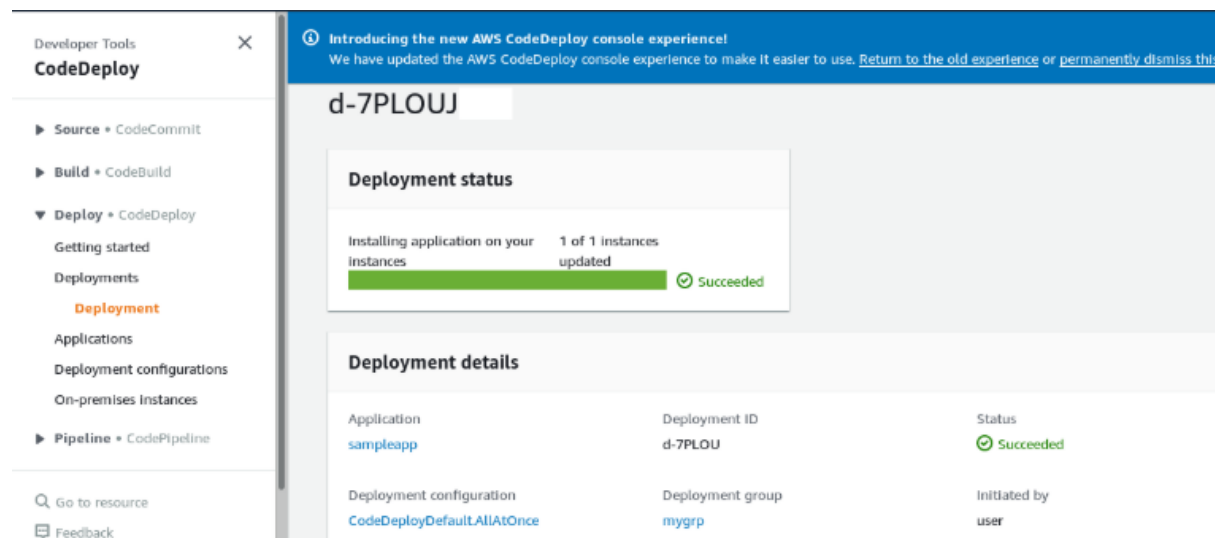 Developer Tools
CodeDeploy
Source • CodeCommit
Build • CodeBuild
Deploy • CodeDeploy
Getting started
Deployments
Deployment
Applications
Deployment configurations
On-premises instances
Pipeline • CodePipeline
Go to resource
Feedback
Introducing the new AWS CodeDeploy console experience!
We have updated the AWS CodeDeploy console experience to make it easier to use. Return to the old experience or permanently dismiss this
d-7PLOUJ
Deployment status
Installing application on your
instances
1 of 1 instances
updated
Succeeded
Deployment details
Application
sampleapp
Deployment ID
d-7PLOU
Status
Succeeded
Deployment configuration
CodeDeployDefault.AllAtOnce
Deployment group
mygrp
Initiated by
user